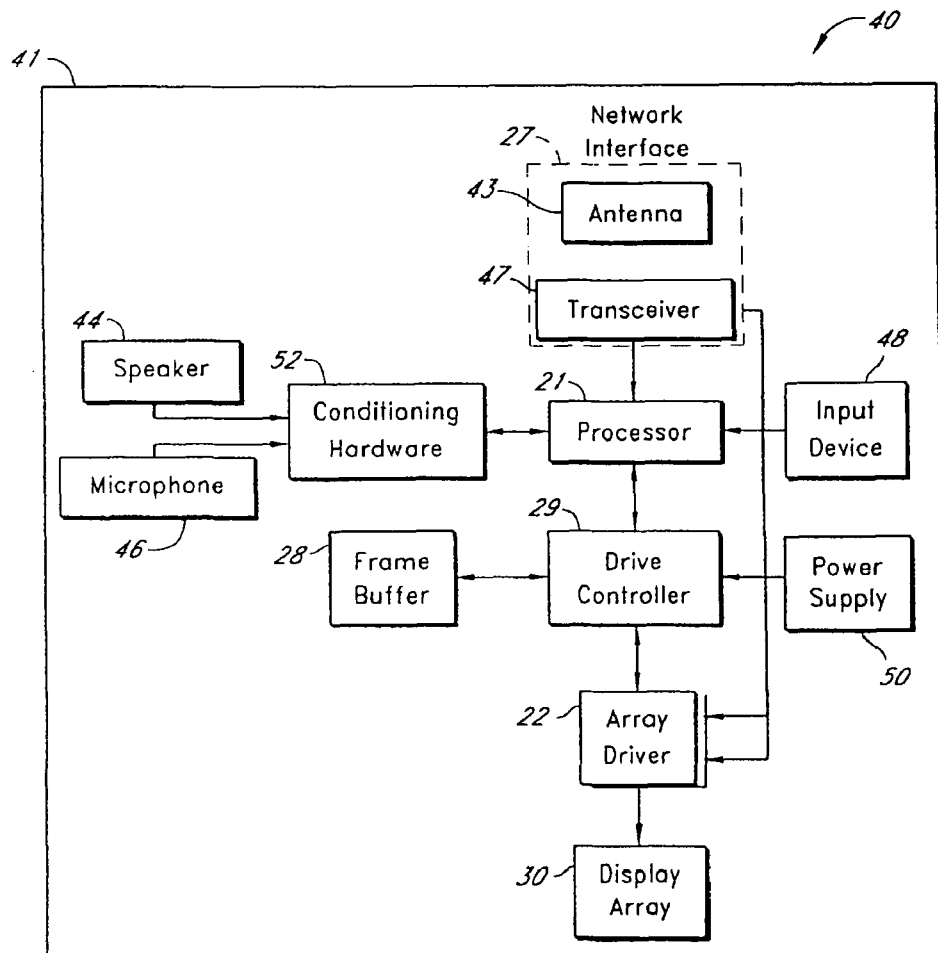 40
41
Network
Interface
27
43
Antenna
47
Transceiver
44
Speaker
52
Conditioning
Hardware
21
Processor
48
Input
Device
Microphone
46
28
Frame
Buffer
29
Drive
Controller
Power
Supply
50
22
Array
Driver
30
Display
Array